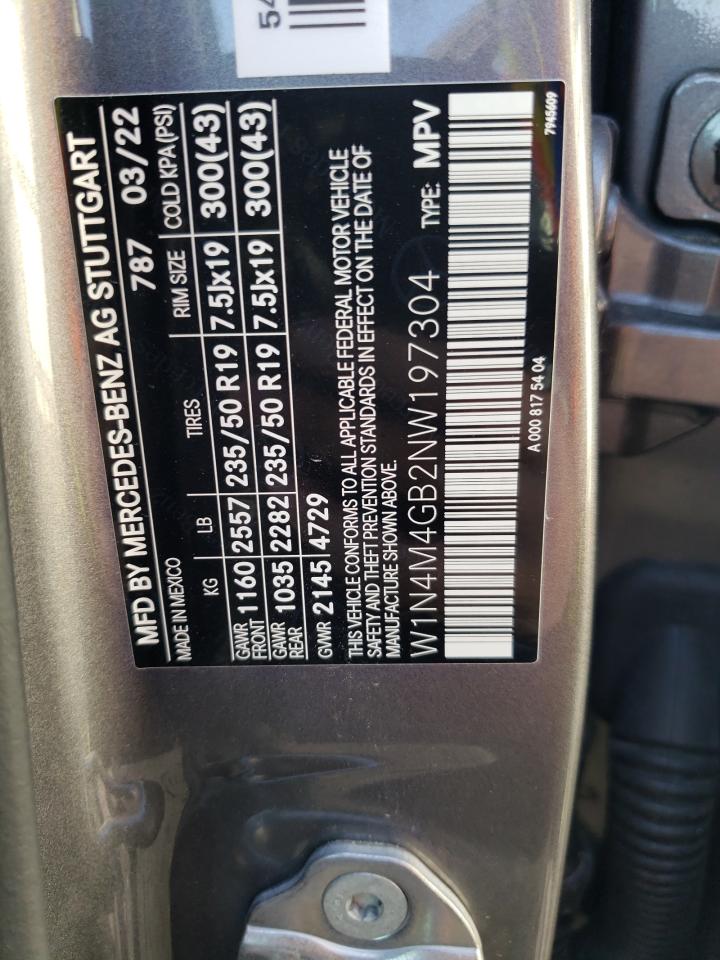 54
MFD BY MERCEDES-BENZ AG STUTTGART
787 03/22
MADE IN MEXICO
KG LB TIRES RIM SIZE COLD KPA(PSI)
GAWR FRONT 1160 2557 235/50 R19 7.5Jx19 300(43)
GAWR REAR 1035 2282 235/50 R19 7.5Jx19 300(43)
GVWR 2145 4729
THIS VEHICLE CONFORMS TO ALL APPLICABLE FEDERAL MOTOR VEHICLE
SAFETY AND THEFT PREVENTION STANDARDS IN EFFECT ON THE DATE OF
MANUFACTURE SHOWN ABOVE.
W1N4M4GB2NW197304 TYPE: MPV
A 000 817 54 04
7945609